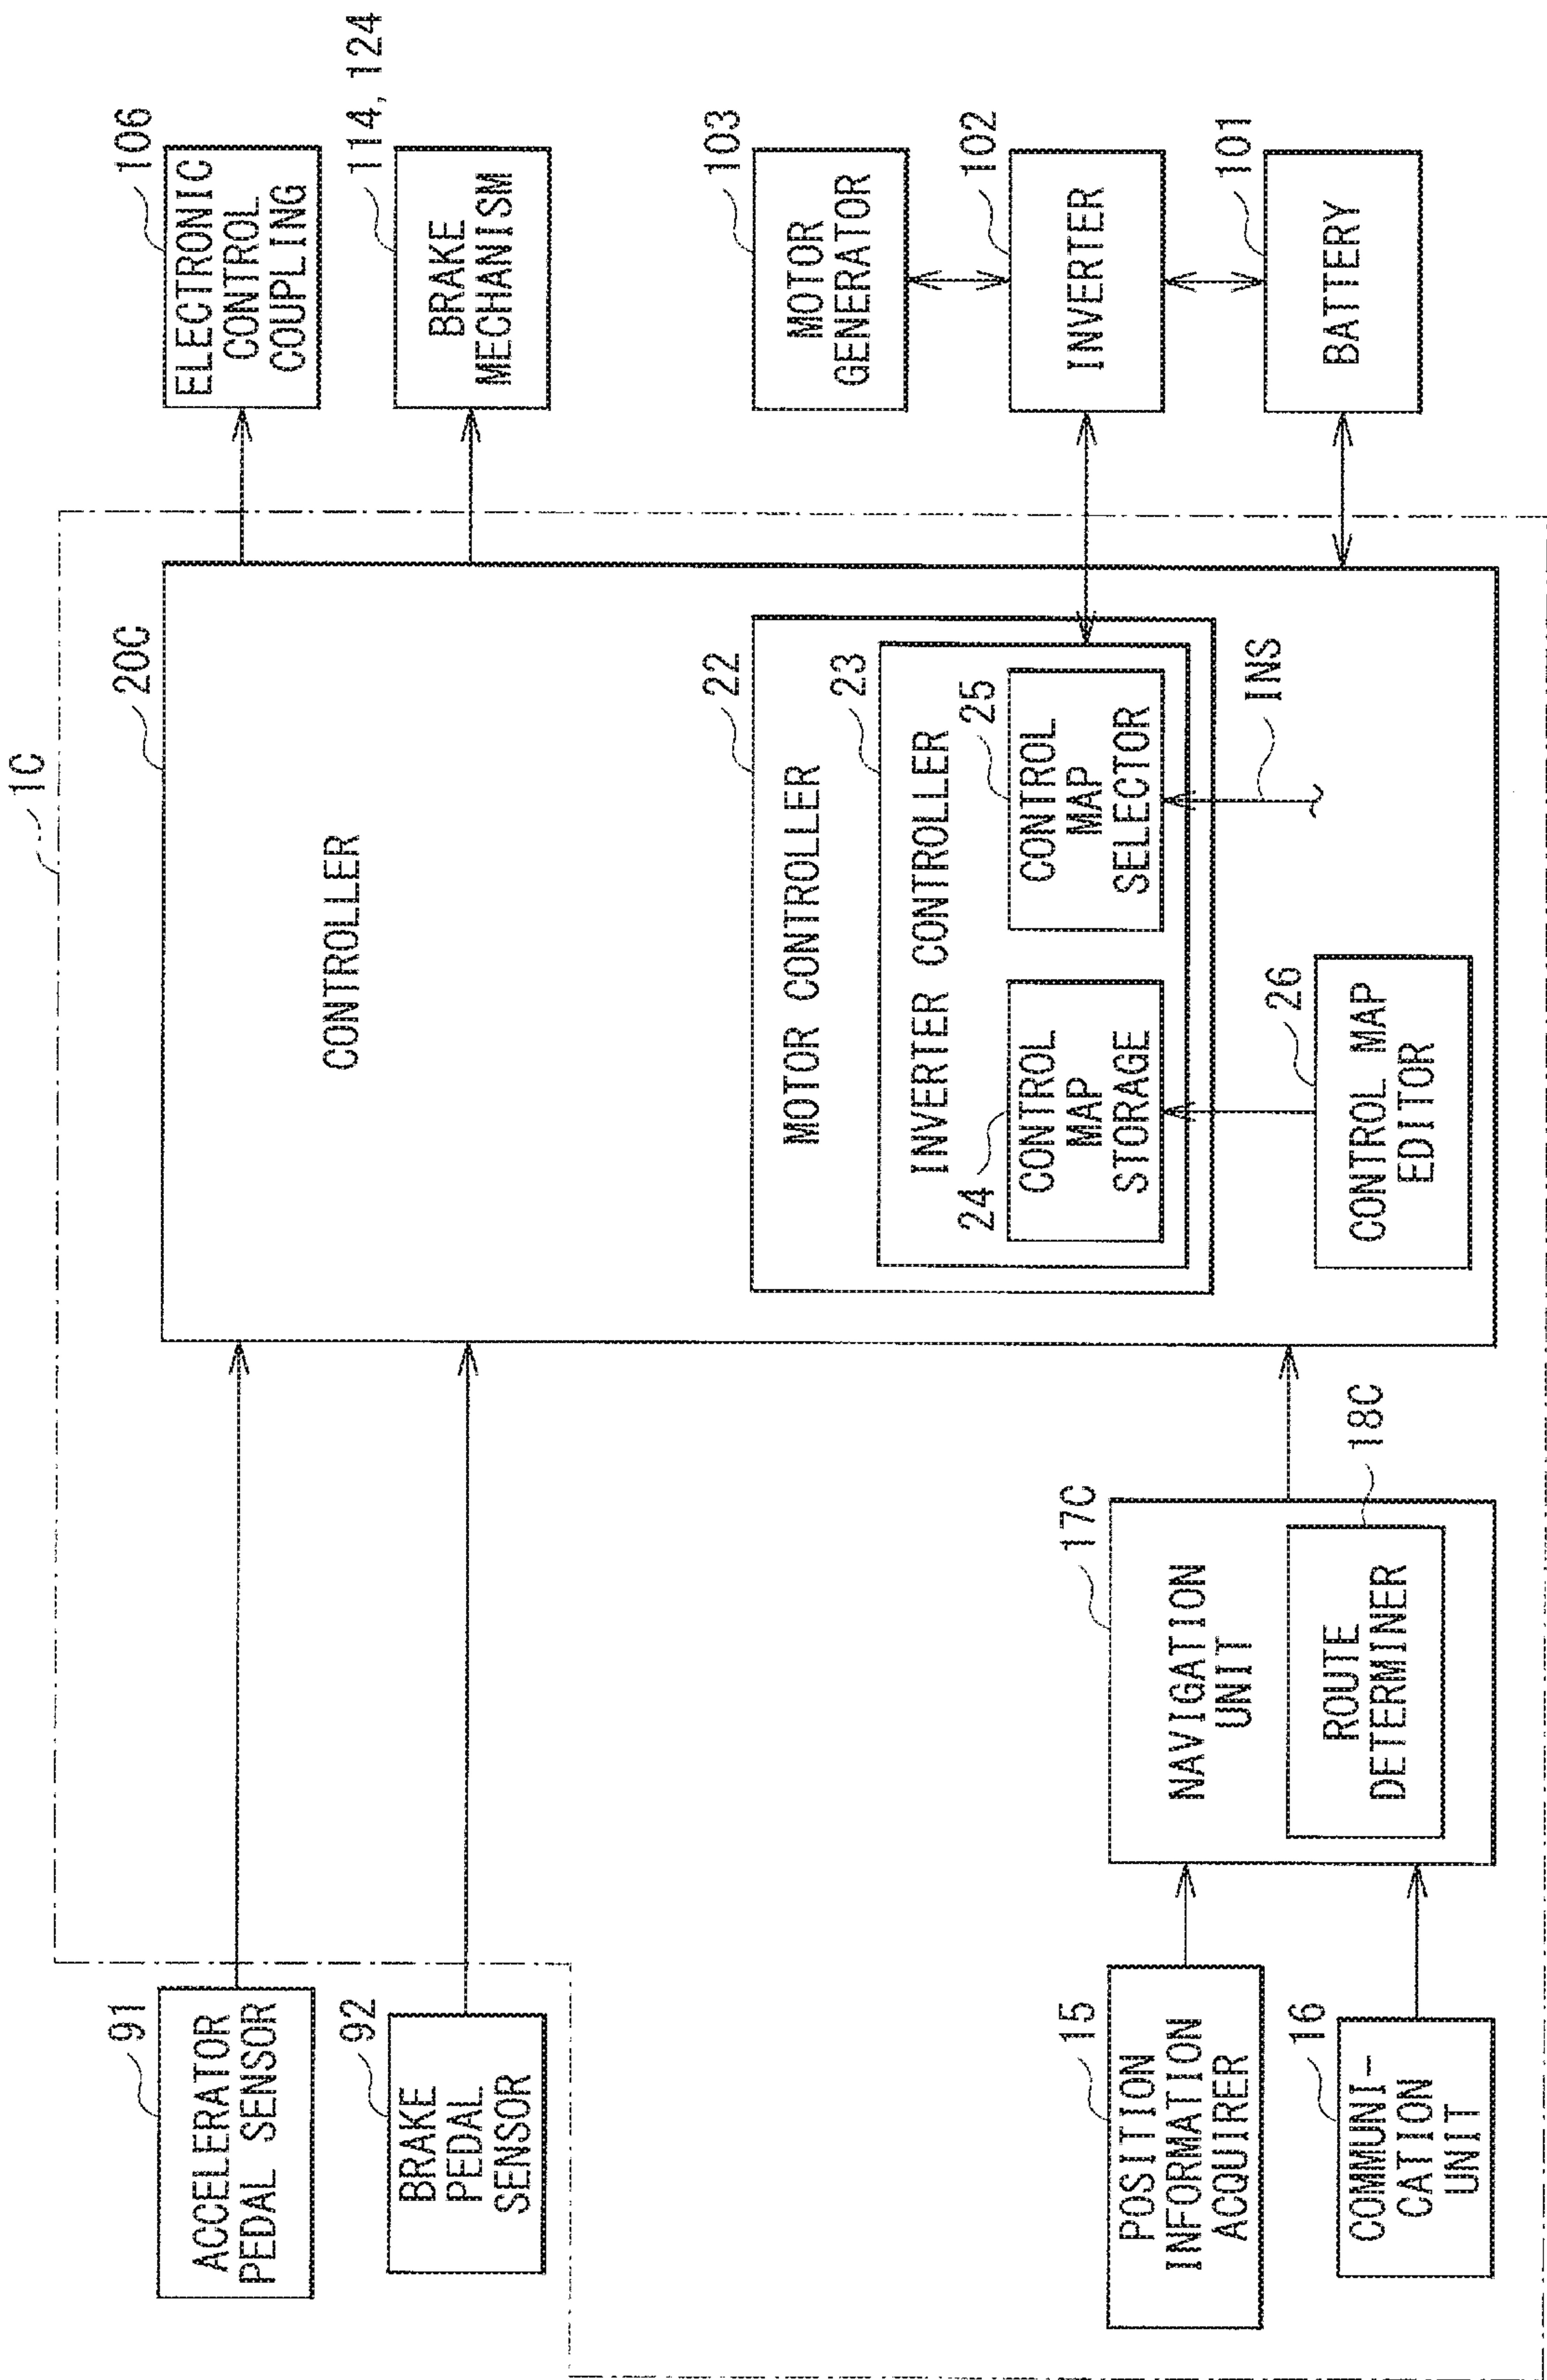 1C
91
ACCELERATOR
PEDAL SENSOR
92
BRAKE
PEDAL
SENSOR
15
POSITION
INFORMATION
ACQUIRER
16
COMMUNI-
CATION
UNIT
17C
NAVIGATION
UNIT
ROUTE
DETERMINER
18C
20C
CONTROLLER
22
MOTOR CONTROLLER
23
INVERTER CONTROLLER
24
CONTROL
MAP
STORAGE
25
CONTROL
MAP
SELECTOR
26
CONTROL MAP
EDITOR
INS
106
ELECTRONIC
CONTROL
COUPLING
114, 124
BRAKE
MECHANISM
103
MOTOR
GENERATOR
102
INVERTER
101
BATTERY